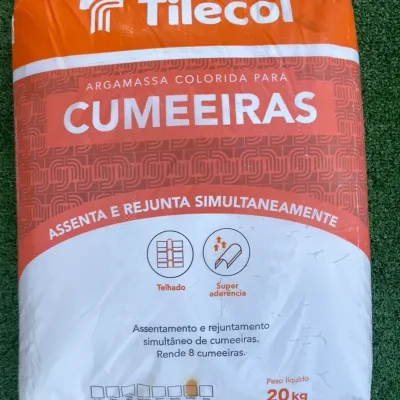 Tilecol
ARGAMASSA COLORIDA PARA
CUMEEIRAS
ASSENTA E REJUNTA SIMULTANEAMENTE
Telhado
Super
aderência
Assentamento e rejuntamento
simultâneo de cumeeiras.
Rende 8 cumeeiras.
Peso líquido
20 kg